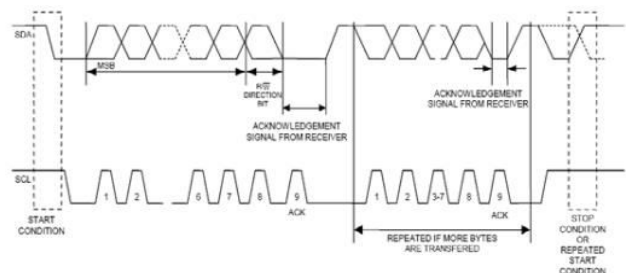 SDA
MSB
R/W
DIRECTION
BIT
ACKNOWLEDGEMENT
SIGNAL FROM RECEIVER
ACKNOWLEDGEMENT
SIGNAL FROM RECEIVER
SCL
1 2 6 7 8 9 1 2 3-7 8 9
ACK
ACK
START
CONDITION
REPEATED IF MORE BYTES
ARE TRANSFERED
STOP
CONDITION
OR
REPEATED
START
CONDITION